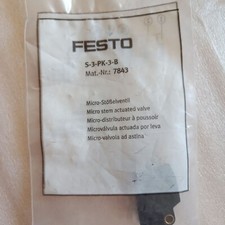 FESTO
S-3-PK-3-B
Mat.-Nr.: 7843
Micro-Stößelventil
Micro stem actuated valve
Micro-distributeur à poussoir
Microválvula actuada por leva
Micro-valvola ad astina